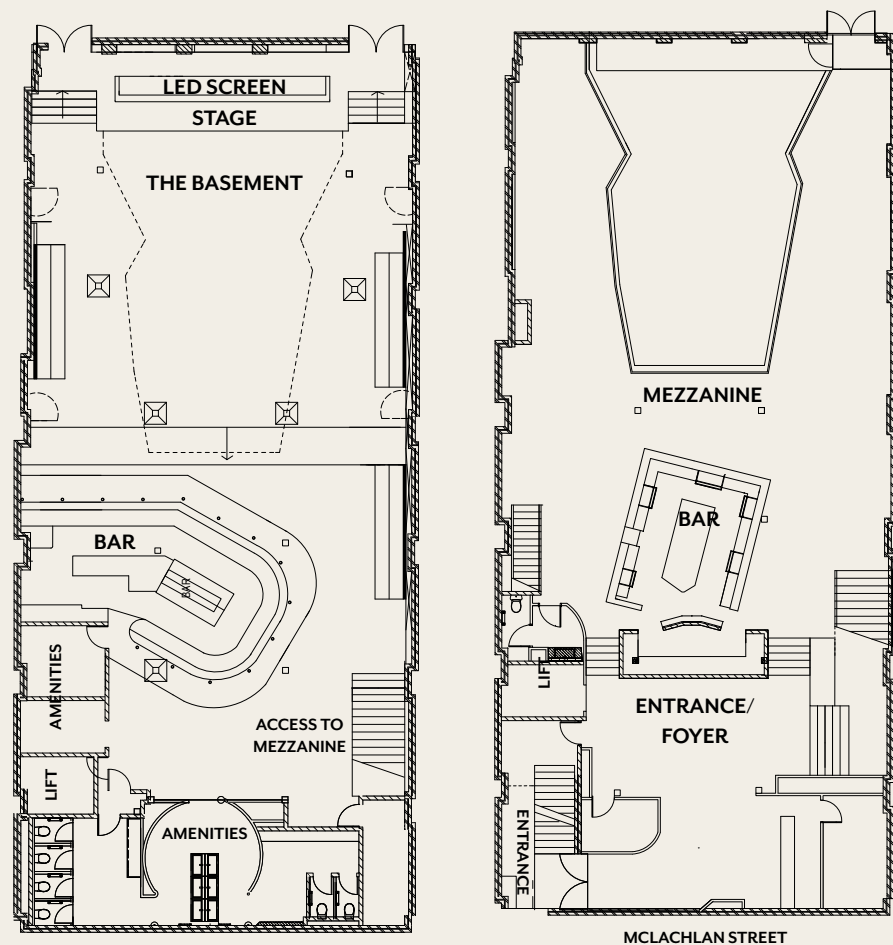 LED SCREEN
STAGE
THE BASEMENT
BAR
BAR
AMENITIES
ACCESS TO
MEZZANINE
LIFT
AMENITIES
MEZZANINE
BAR
LIFT
ENTRANCE/
FOYER
ENTRANCE
MCLACHLAN STREET